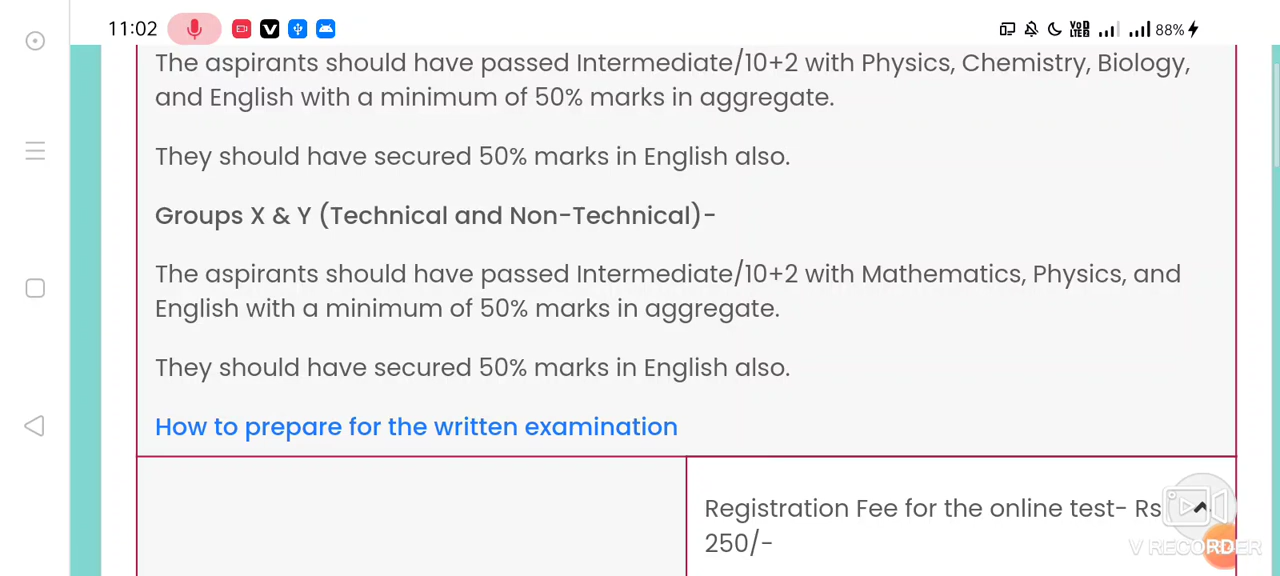 11:02
VoD LTE 88%
The aspirants should have passed Intermediate/10+2 with Physics, Chemistry, Biology,
and English with a minimum of 50% marks in aggregate.
They should have secured 50% marks in English also.
Groups X & Y (Technical and Non-Technical)-
The aspirants should have passed Intermediate/10+2 with Mathematics, Physics, and
English with a minimum of 50% marks in aggregate.
They should have secured 50% marks in English also.
How to prepare for the written examination
Registration Fee for the online test- Rs
250/-
V RECORDER